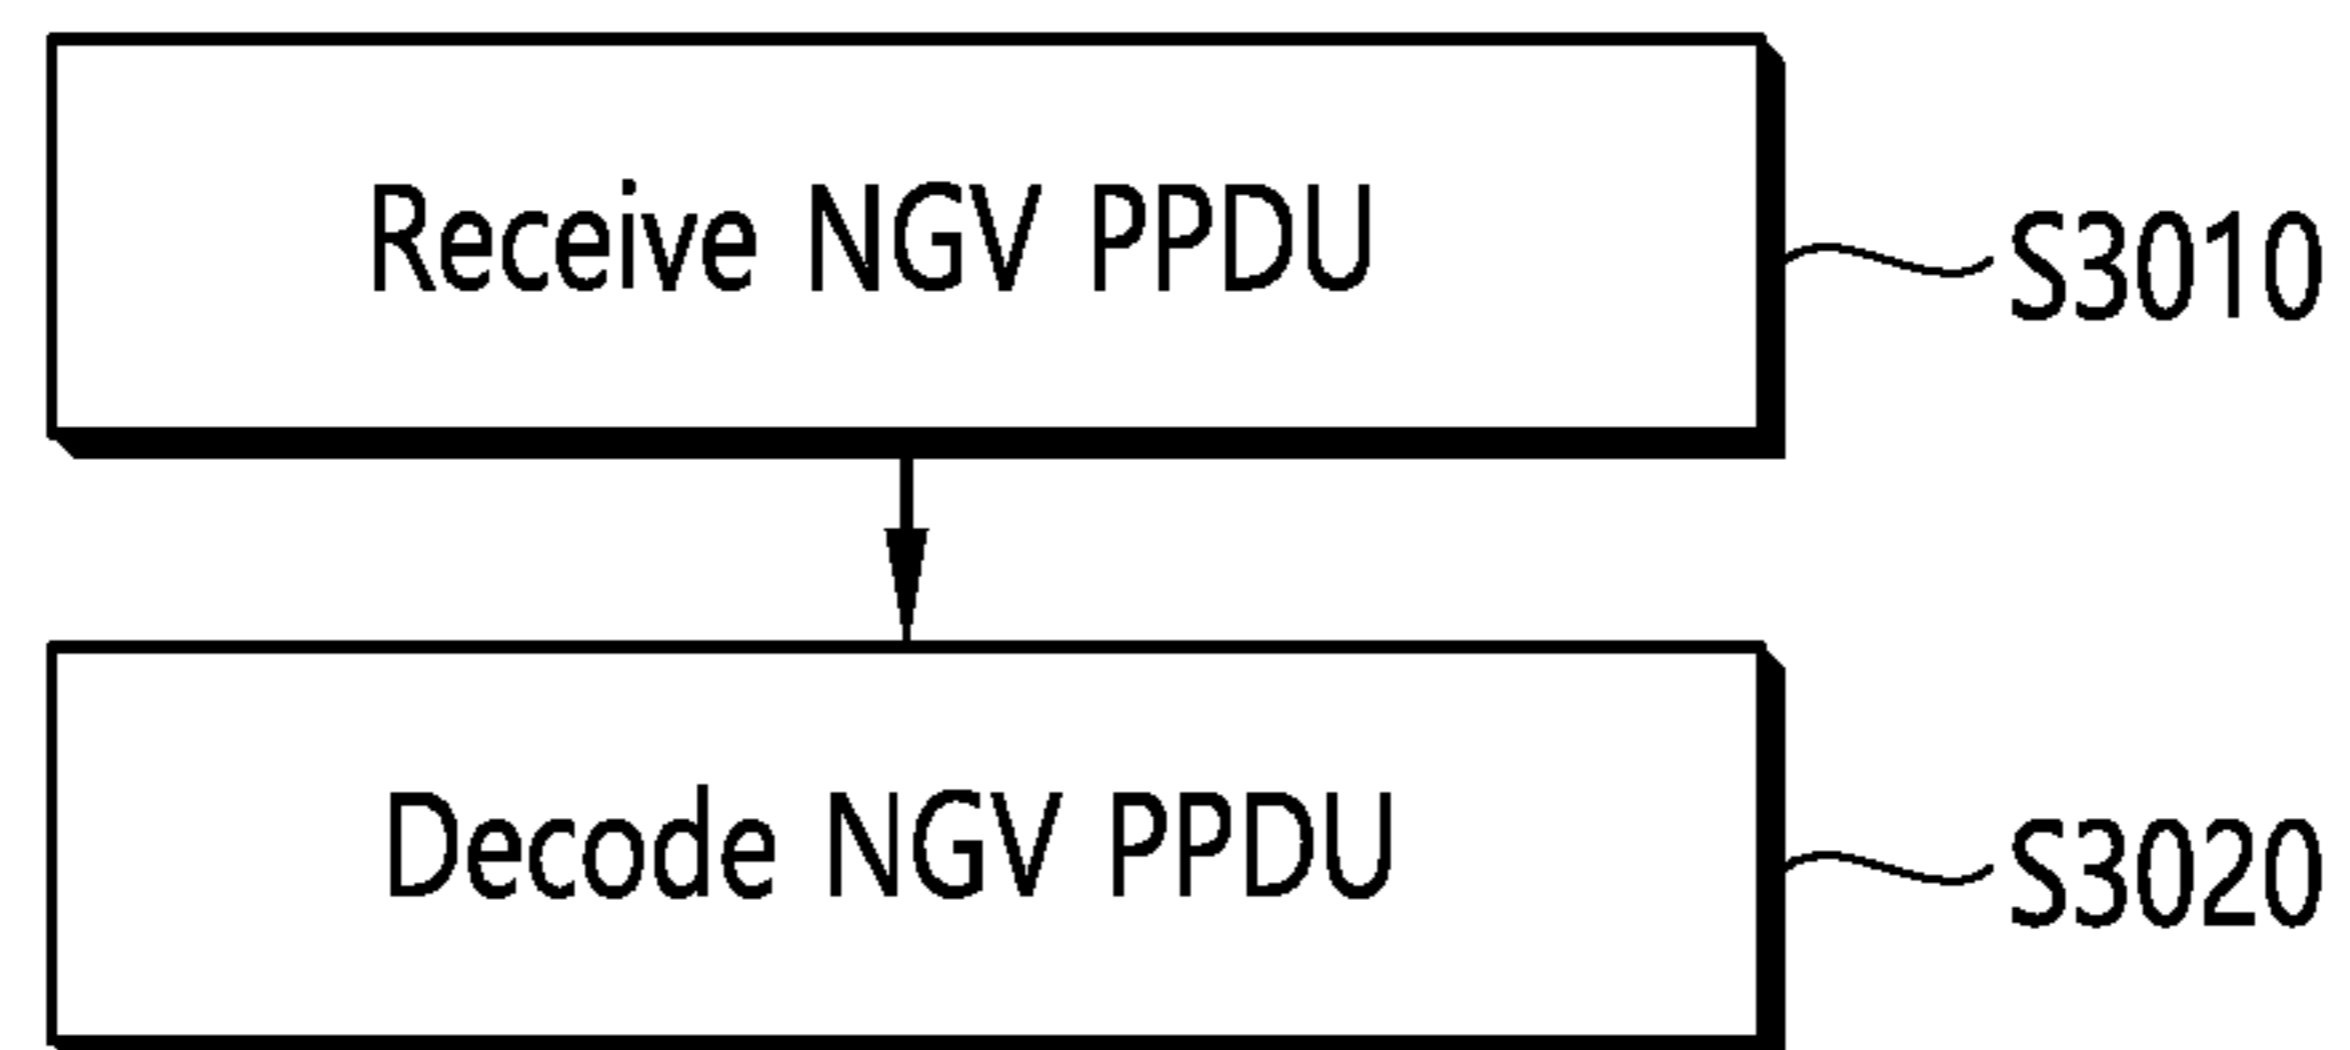 Receive NGV PPDU
S3010
Decode NGV PPDU
S3020